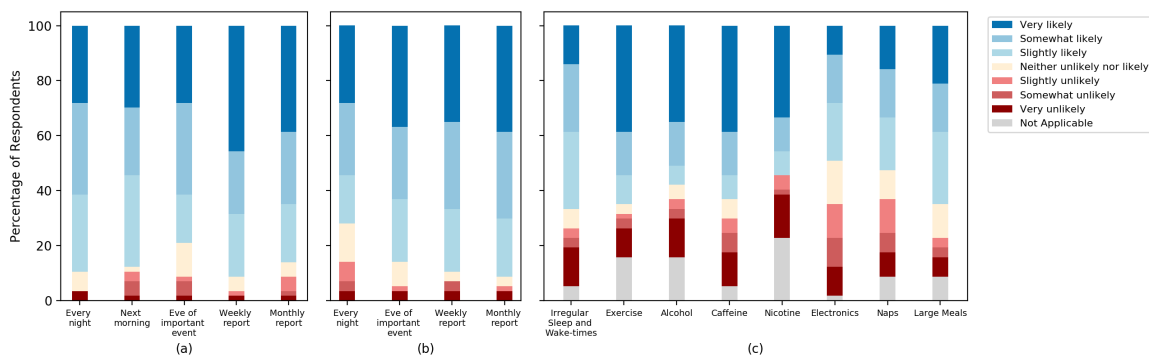 Percentage of Respondents
100
80
60
40
20
0
Every night
Next morning
Eve of important event
Weekly report
Monthly report
(a)
Every night
Eve of important event
Weekly report
Monthly report
(b)
Irregular Sleep and Wake-times
Exercise
Alcohol
Caffeine
Nicotine
Electronics
Naps
Large Meals
(c)
Very likely
Somewhat likely
Slightly likely
Neither unlikely nor likely
Slightly unlikely
Somewhat unlikely
Very unlikely
Not Applicable